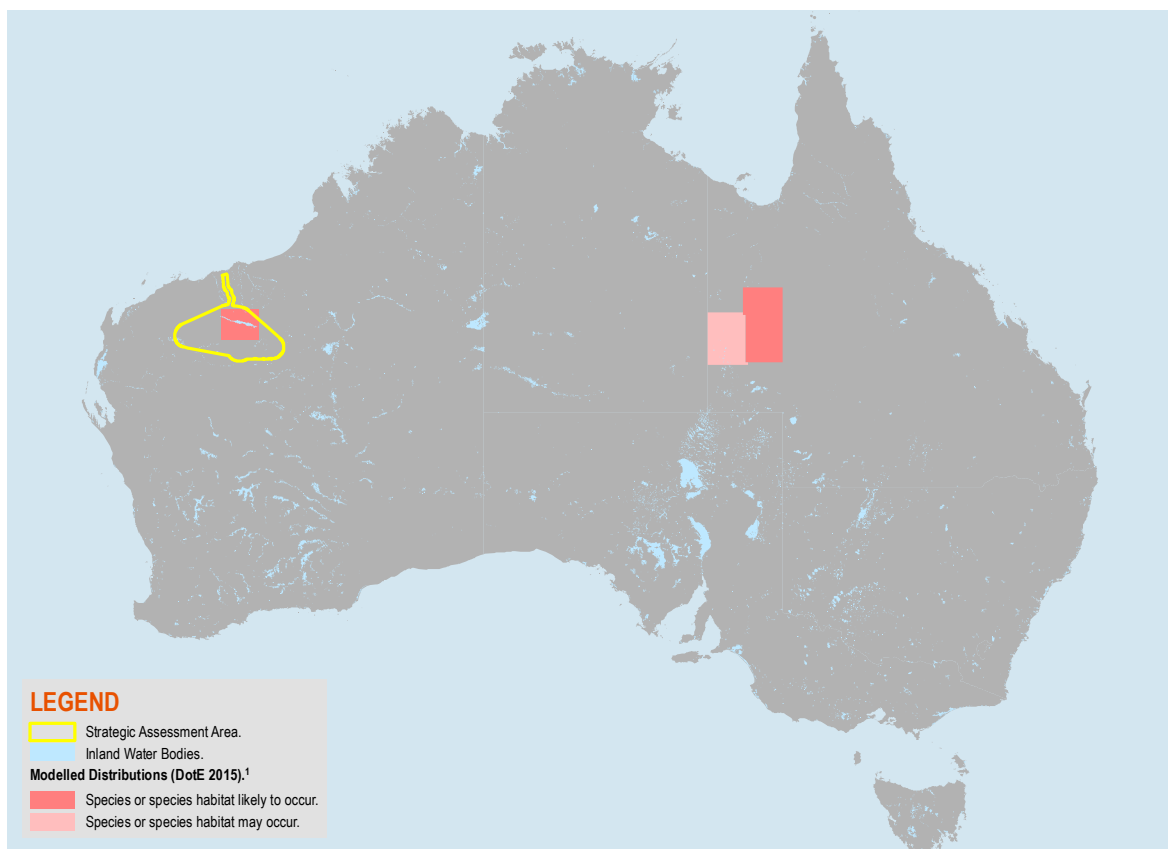 LEGEND
Strategic Assessment Area.
Inland Water Bodies.
Modelled Distributions (DotE 2015).¹
Species or species habitat likely to occur.
Species or species habitat may occur.